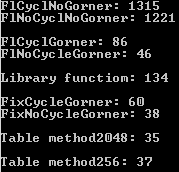 FlCyclNoGorner: 1315
FlNoCycleNoGorner: 1221
FlCyclGorner: 86
FlNoCycleGorner: 46
Library functiom: 134
FixCycleGorner: 60
FixNoCycleGorner: 38
Table method2048: 35
Table method256: 37